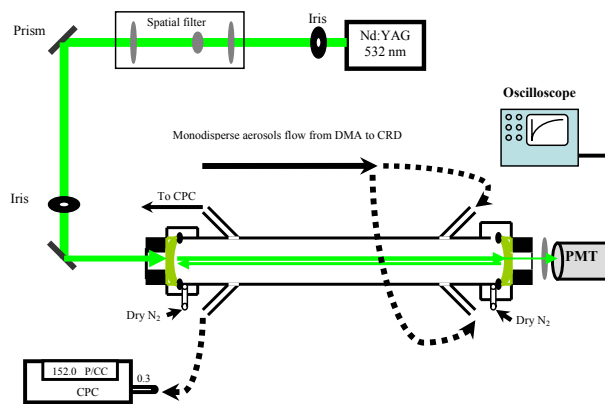 Spatial filter
Iris
Prism
Nd:YAG
532 nm
Oscilloscope
Monodisperse aerosols flow from DMA to CRD
Iris
To CPC
PMT
Dry N₂
Dry N₂
152.0 P/CC
0.3
CPC